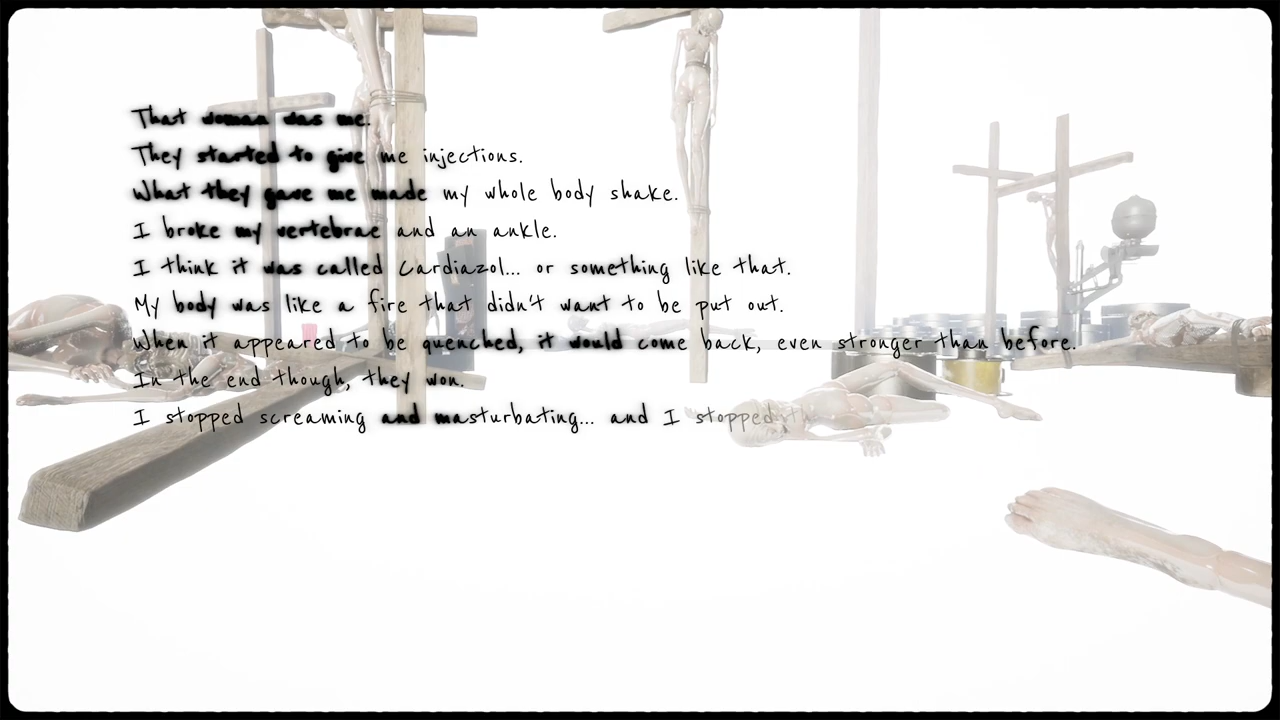 That woman was me.
They started to give me injections.
What they gave me made my whole body shake.
I broke my vertebrae and an ankle.
I think it was called Cardiazol... or something like that.
My body was like a fire that didn't want to be put out.
When it appeared to be quenched, it would come back, even stronger than before.
In the end though, they won.
I stopped screaming and masturbating... and I stopped